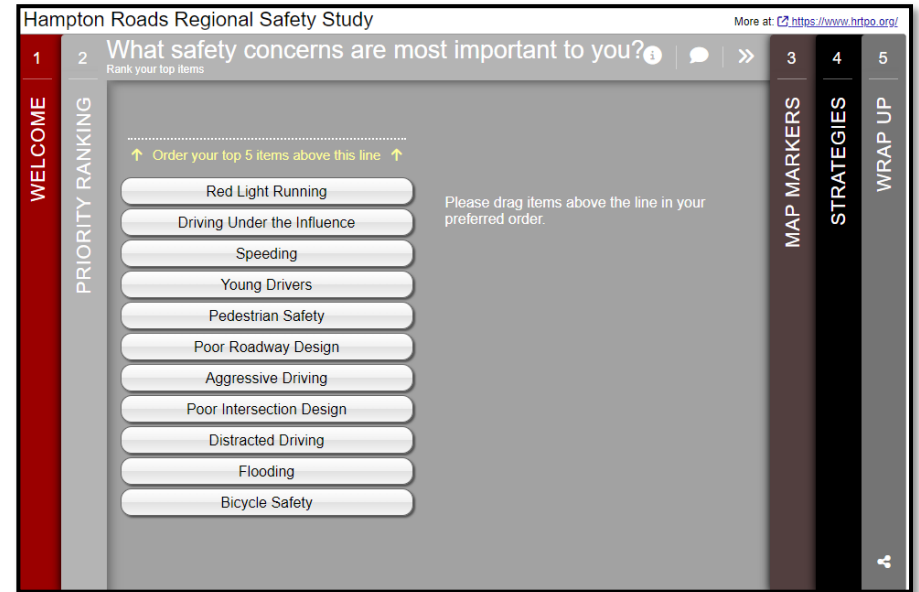 Hampton Roads Regional Safety Study
More at: https://www.hrtpo.org/
1
WELCOME
2
PRIORITY RANKING
What safety concerns are most important to you?
Rank your top items
Order your top 5 items above this line
Red Light Running
Driving Under the Influence
Speeding
Young Drivers
Pedestrian Safety
Poor Roadway Design
Aggressive Driving
Poor Intersection Design
Distracted Driving
Flooding
Bicycle Safety
Please drag items above the line in your
preferred order.
3
MAP MARKERS
4
STRATEGIES
5
WRAP UP